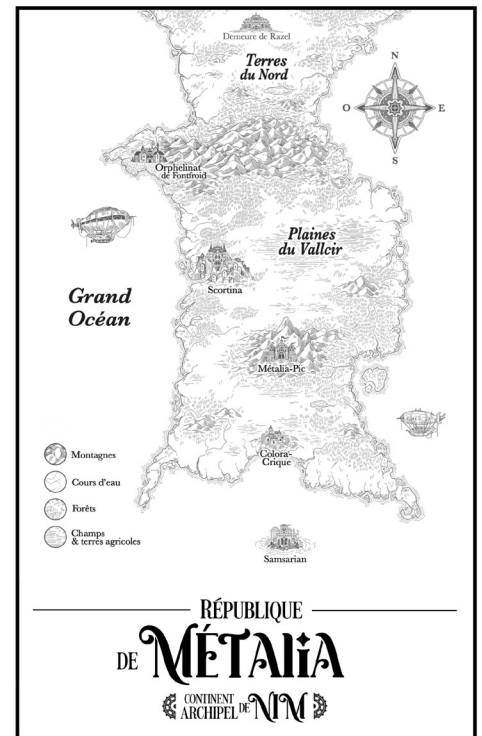 Demeure de Razel
Terres
du Nord
N
O
E
S
Orphelinat
de Fontfroid
Plaines
du Vallcir
Scortina
Grand
Océan
Métalia-Pic
Colora-
Crique
Montagnes
Cours d'eau
Forêts
Champs
& terres agricoles
Samsarian
RÉPUBLIQUE
DE MÉTALIA
CONTINENT
ARCHIPEL DE NIM